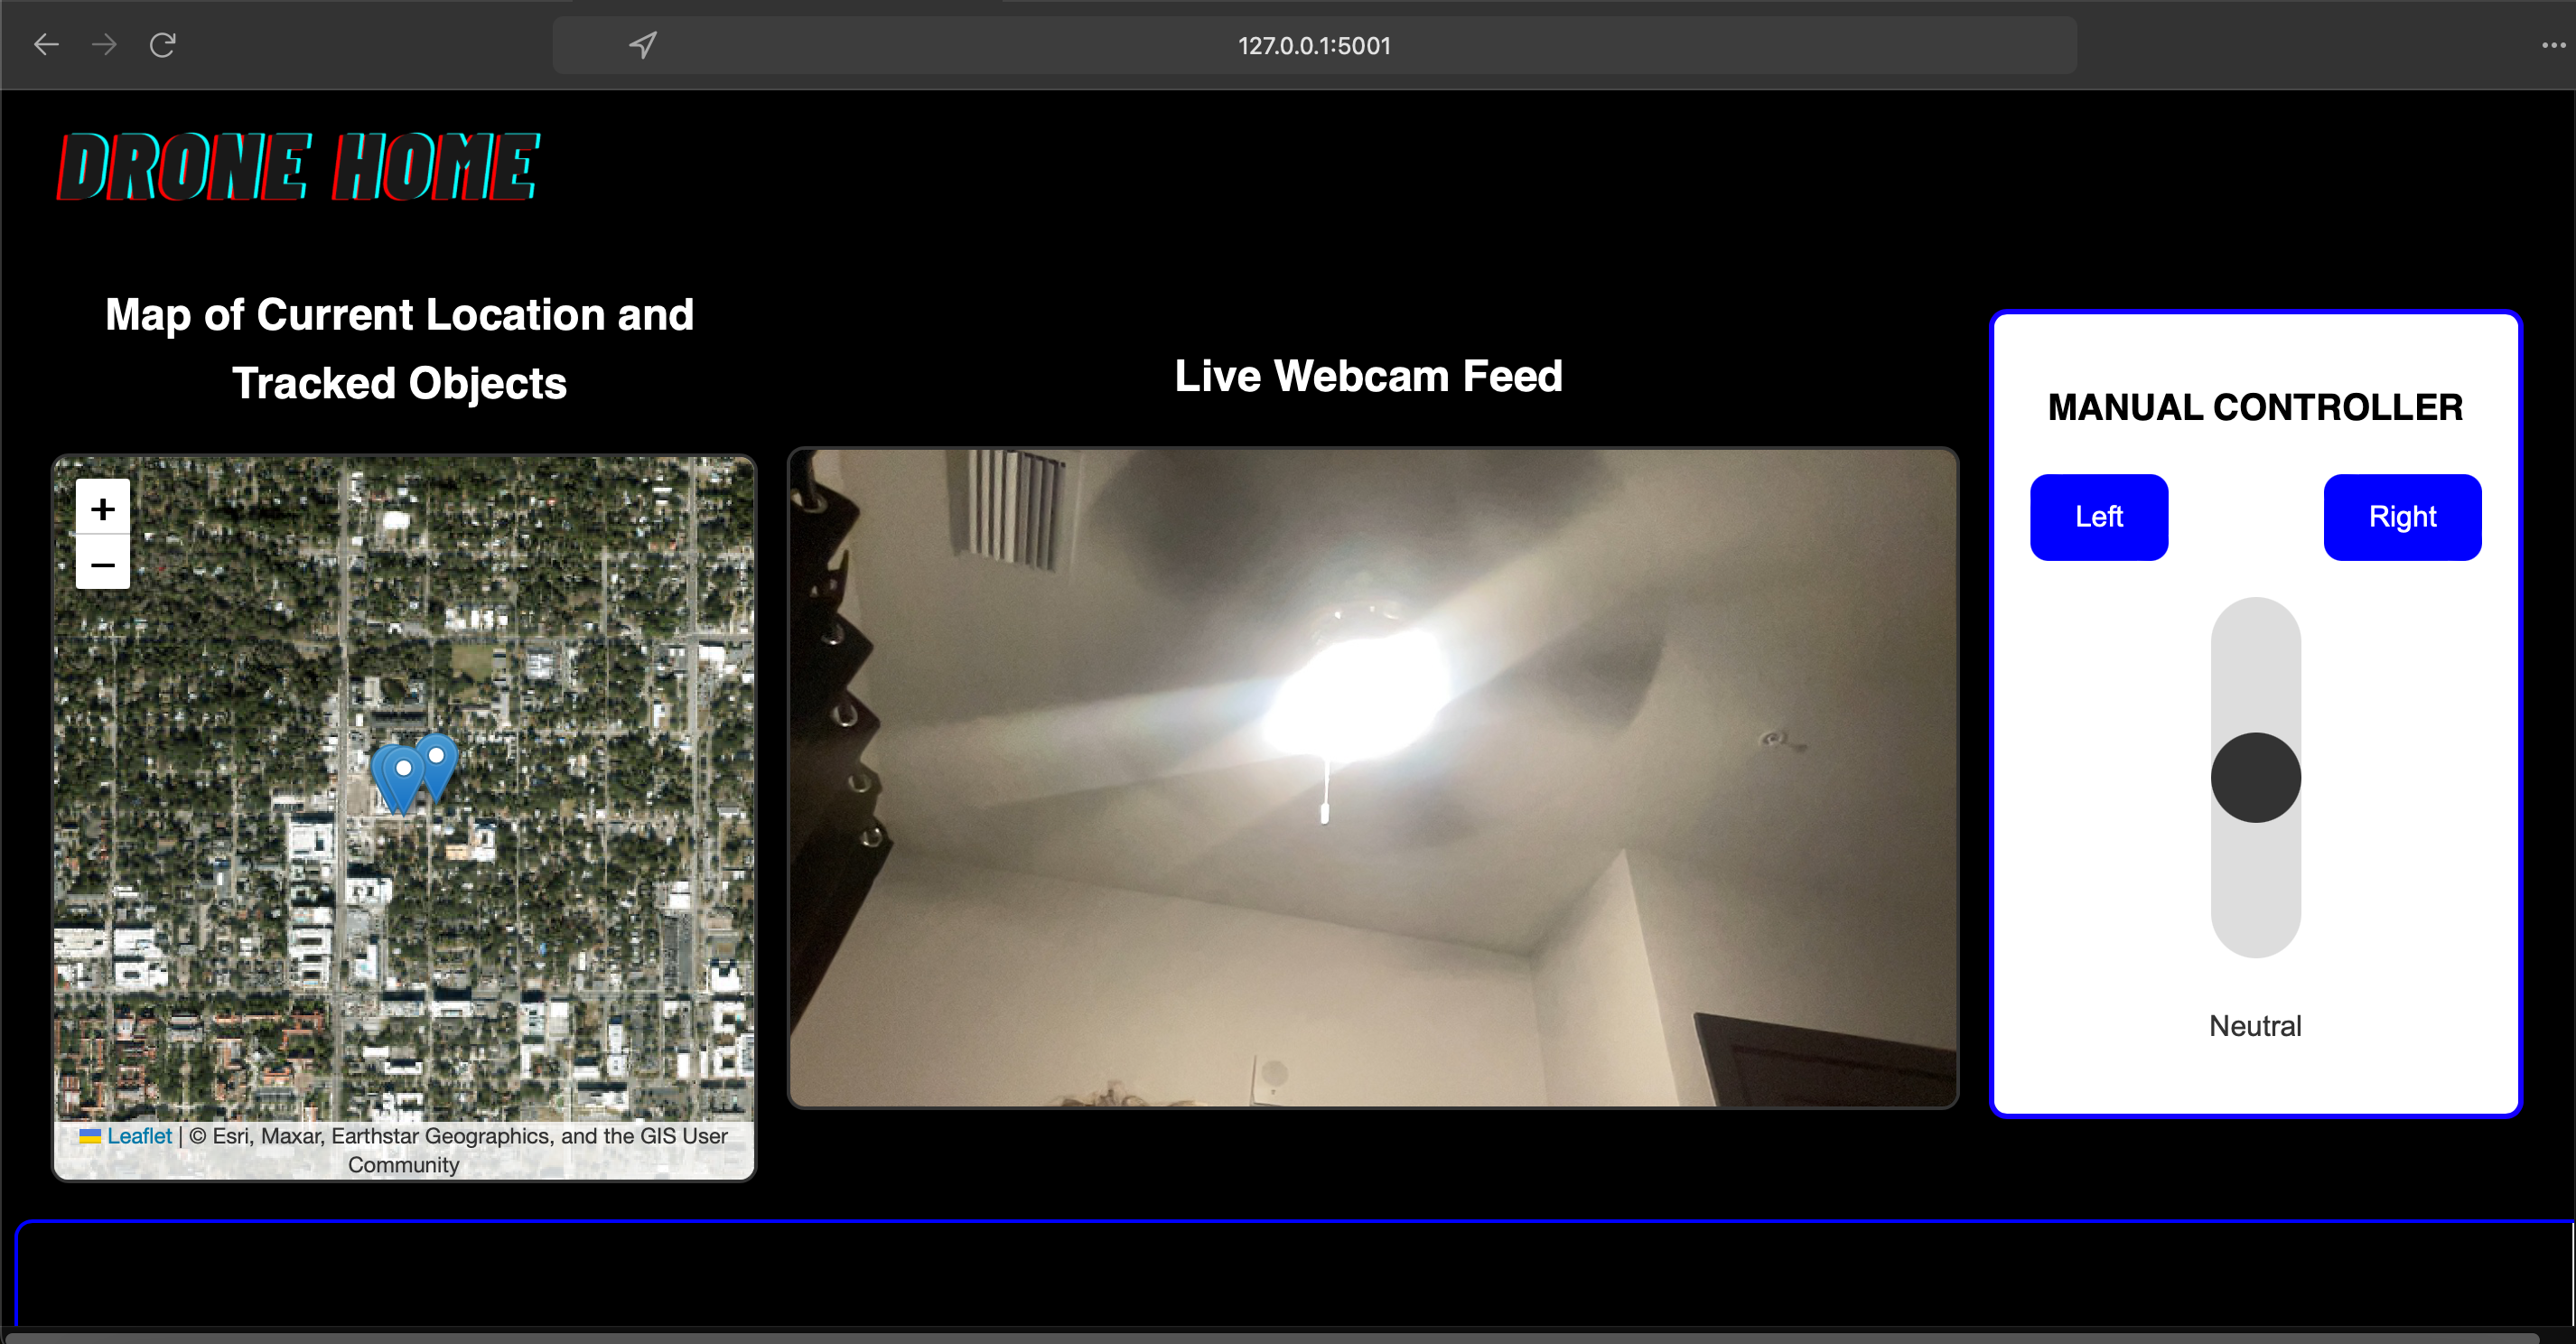 127.0.0.1:5001
DRONE HOME
Map of Current Location and
Tracked Objects
+
−
Leaflet | © Esri, Maxar, Earthstar Geographics, and the GIS User
Community
Live Webcam Feed
MANUAL CONTROLLER
Left
Right
Neutral